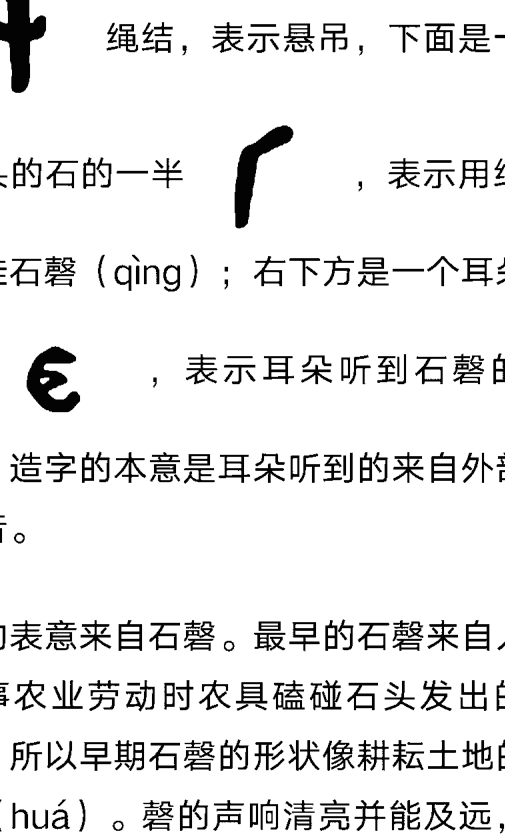 绳结，表示悬吊，下面是一
的石的一半 ，表示用
石磬（qìng）；右下方是一个耳朵
，表示耳朵听到石磬的
造字的本意是耳朵听到的来自外部
。
表意来自石磬。最早的石磬来自人
事农业劳动时农具磕碰石头发出的
所以早期石磬的形状像耕耘土地的
（huá）。磬的声响清亮并能及远，